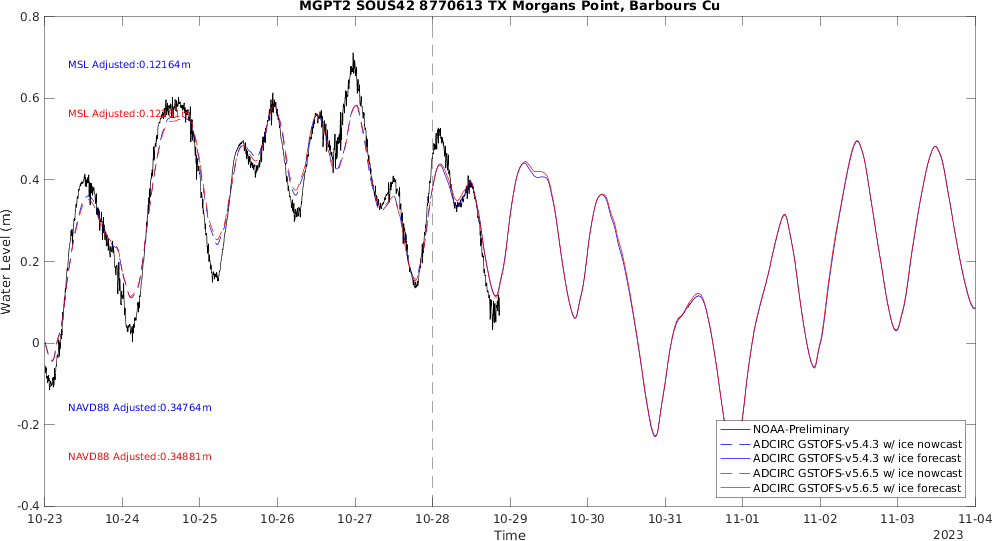 MGPT2 SOUS42 8770613 TX Morgans Point, Barbours Cu
0.8
0.6
0.4
0.2
0
-0.2
-0.4
Water Level (m)
MSL Adjusted:0.12164m
MSL Adjusted:
NAVD88 Adjusted:0.34764m
NAVD88 Adjusted:0.34881m
NOAA-Preliminary
ADCIRC GSTOFS-v5.4.3 w/ ice nowcast
ADCIRC GSTOFS-v5.4.3 w/ ice forecast
ADCIRC GSTOFS-v5.6.5 w/ ice nowcast
ADCIRC GSTOFS-v5.6.5 w/ ice forecast
10-23 10-24 10-25 10-26 10-27 10-28 10-29 10-30 10-31 11-01 11-02 11-03 11-04
Time
2023